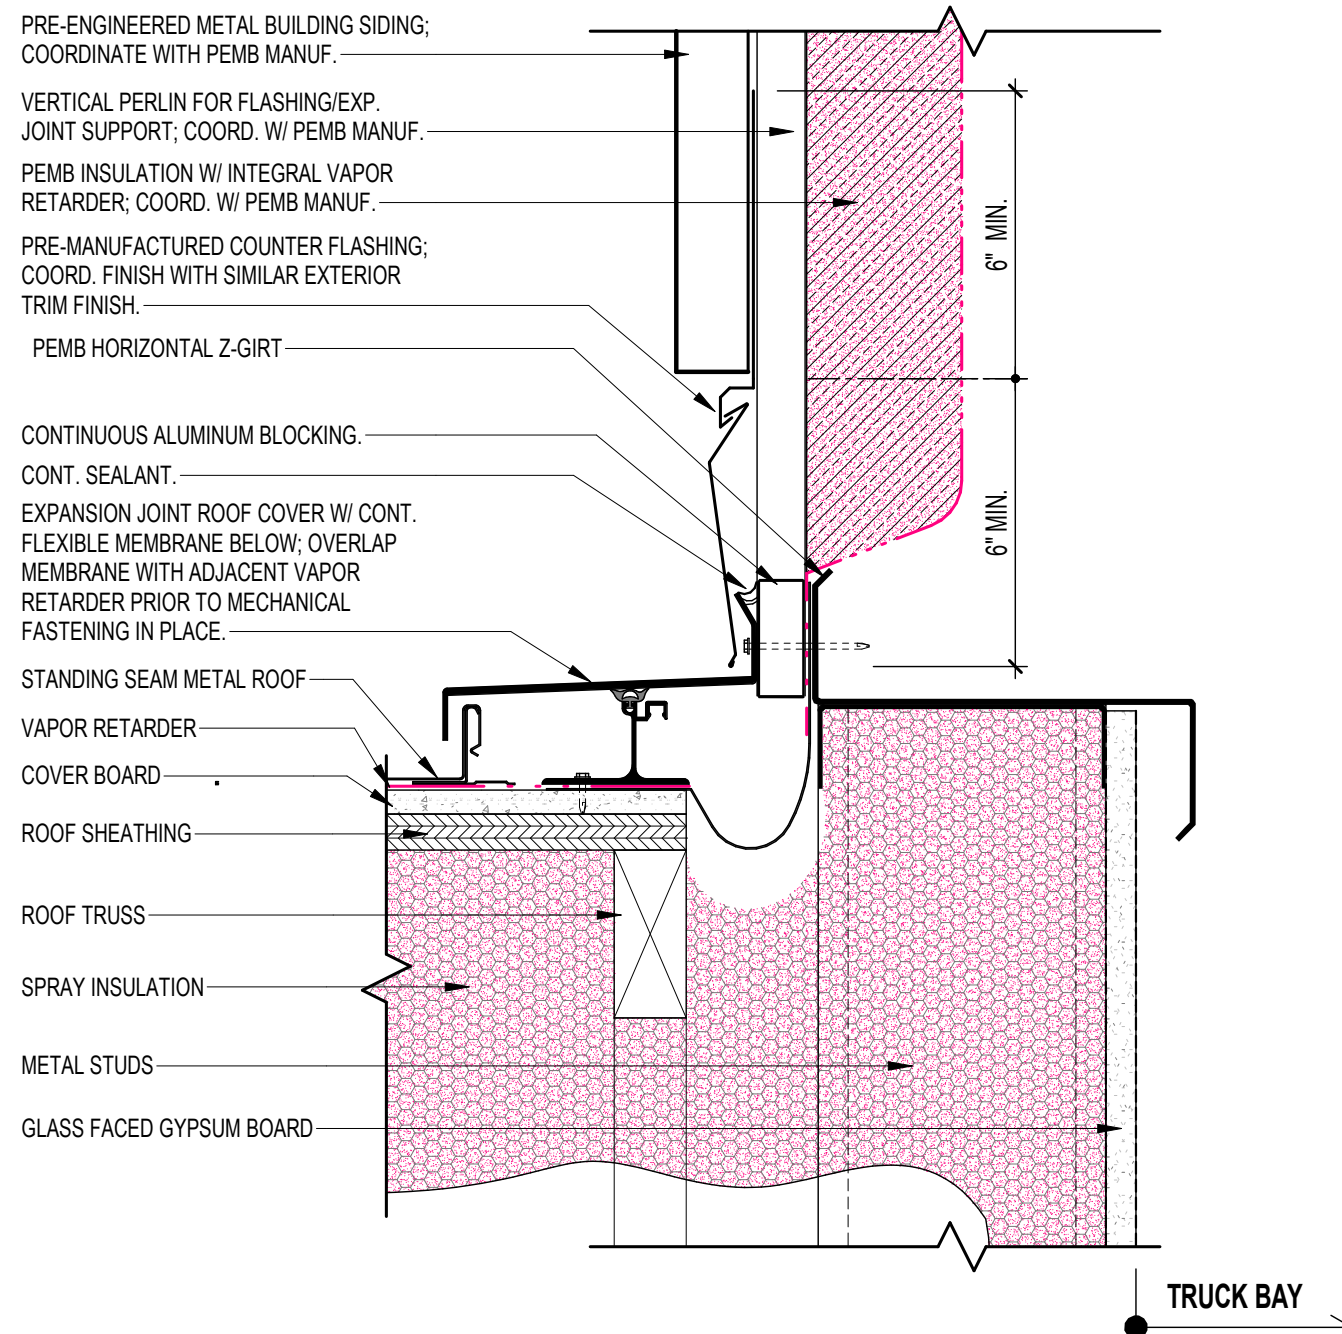 PRE-ENGINEERED METAL BUILDING SIDING;
COORDINATE WITH PEMB MANUF.
VERTICAL PERLIN FOR FLASHING/EXP.
JOINT SUPPORT; COORD. W/ PEMB MANUF.
PEMB INSULATION W/ INTEGRAL VAPOR
RETARDER; COORD. W/ PEMB MANUF.
PRE-MANUFACTURED COUNTER FLASHING;
COORD. FINISH WITH SIMILAR EXTERIOR
TRIM FINISH.
PEMB HORIZONTAL Z-GIRT
CONTINUOUS ALUMINUM BLOCKING.
CONT. SEALANT.
EXPANSION JOINT ROOF COVER W/ CONT.
FLEXIBLE MEMBRANE BELOW; OVERLAP
MEMBRANE WITH ADJACENT VAPOR
RETARDER PRIOR TO MECHANICAL
FASTENING IN PLACE.
STANDING SEAM METAL ROOF
VAPOR RETARDER
COVER BOARD
ROOF SHEATHING
ROOF TRUSS
SPRAY INSULATION
METAL STUDS
GLASS FACED GYPSUM BOARD
6" MIN.
6" MIN.
TRUCK BAY